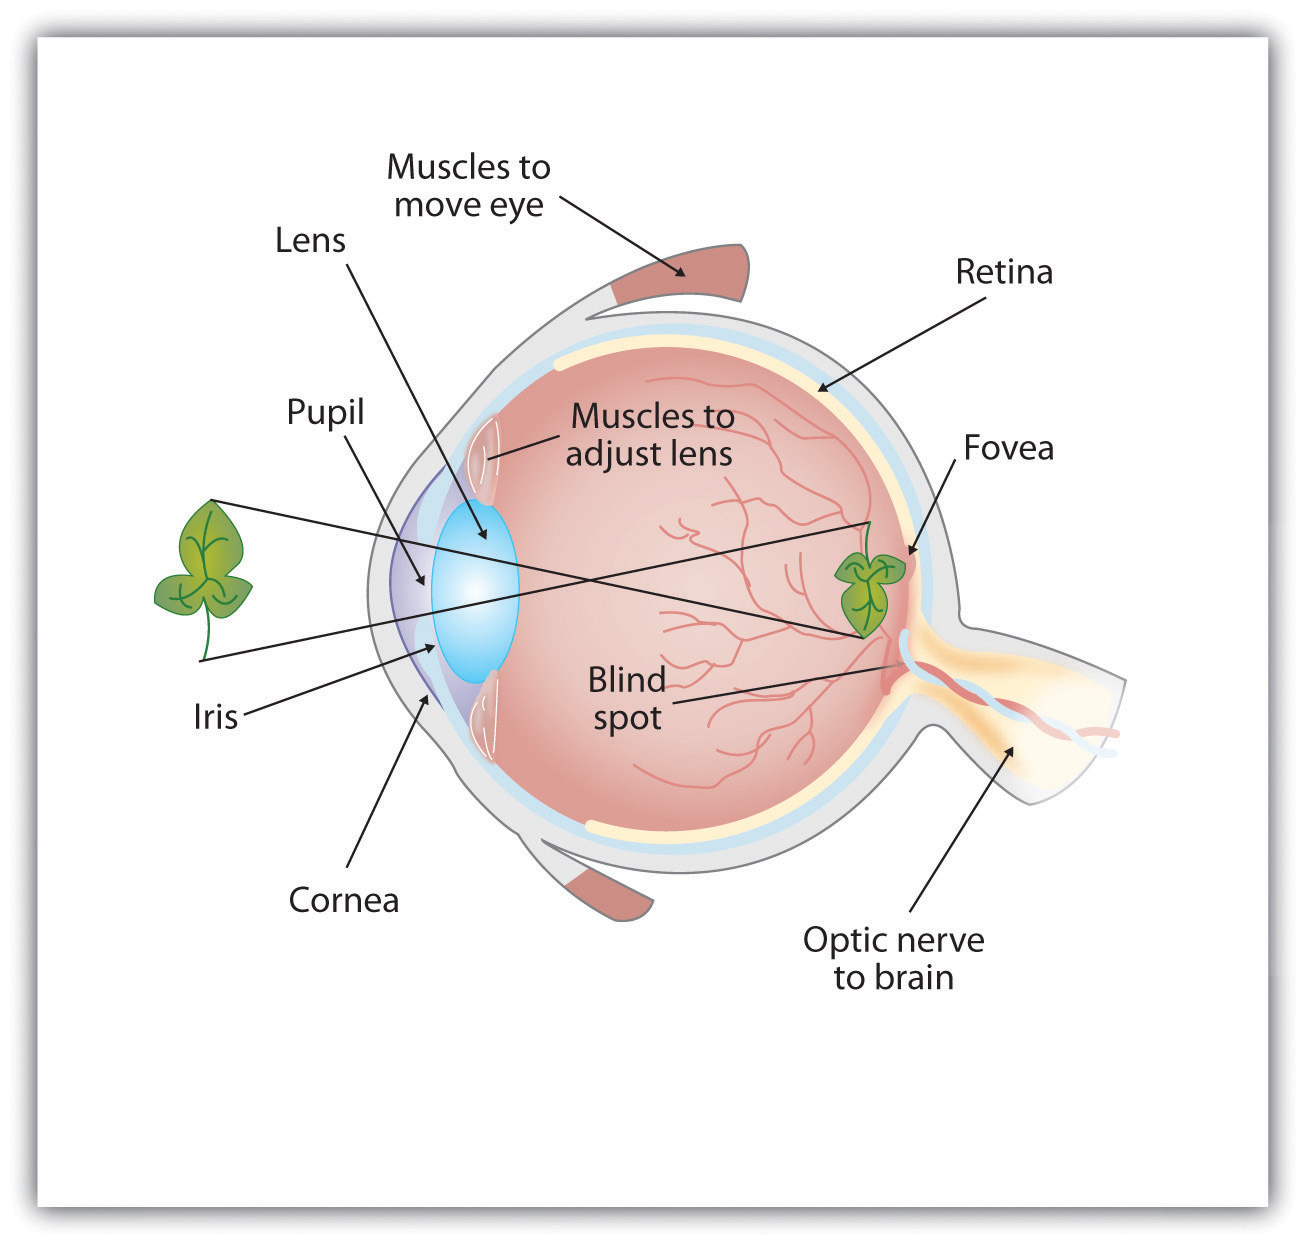 Muscles to
move eye
Lens
Retina
Pupil
Muscles to
adjust lens
Fovea
Blind
spot
Iris
Cornea
Optic nerve
to brain